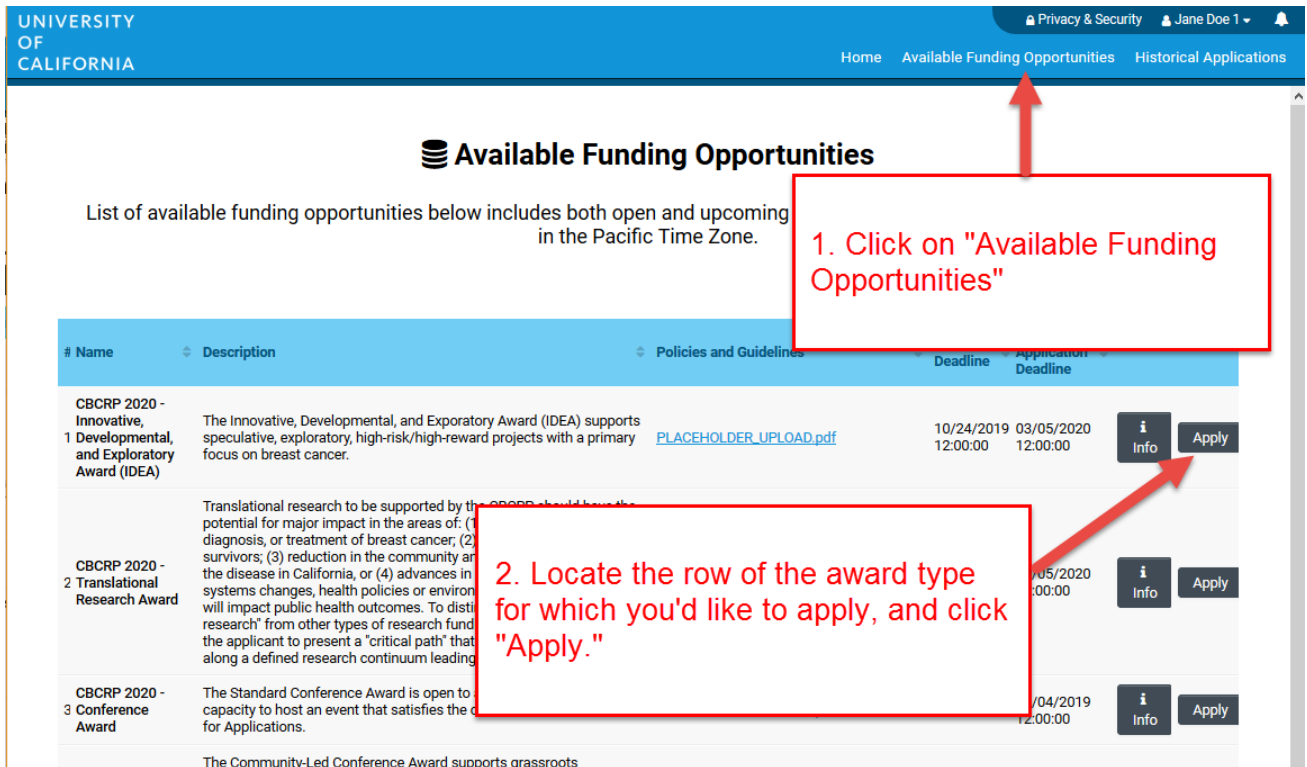 UNIVERSITY
OF
CALIFORNIA
Privacy & Security Jane Doe 1
Home Available Funding Opportunities Historical Applications
Available Funding Opportunities
List of available funding opportunities below includes both open and upcoming
in the Pacific Time Zone.
1. Click on "Available Funding
Opportunities"
# Name Description Policies and Guidelines Deadline Application
Deadline
CBCRP 2020 -
Innovative,
1 Developmental,
and Exploratory
Award (IDEA)
The Innovative, Developmental, and Exporatory Award (IDEA) supports
speculative, exploratory, high-risk/high-reward projects with a primary
focus on breast cancer.
PLACEHOLDER_UPLOAD.pdf
10/24/2019 03/05/2020
12:00:00 12:00:00
i
Info
Apply
CBCRP 2020 -
2 Translational
Research Award
Translational research to be supported by the CBCRP should have the
potential for major impact in the areas of: (1
diagnosis, or treatment of breast cancer; (2)
survivors; (3) reduction in the community
the disease in California, or (4) advances in
systems changes, health policies or
will impact public health outcomes. To
research" from other types of research
the applicant to present a "critical path" that
along a defined research continuum leading
2. Locate the row of the award type
for which you'd like to apply, and click
"Apply."
05/2020
:00:00
i
Info
Apply
CBCRP 2020 -
3 Conference
Award
The Standard Conference Award is open to
capacity to host an event that satisfies the
for Applications.
/04/2019
12:00:00
i
Info
Apply
The Community-Led Conference Award supports grassroots